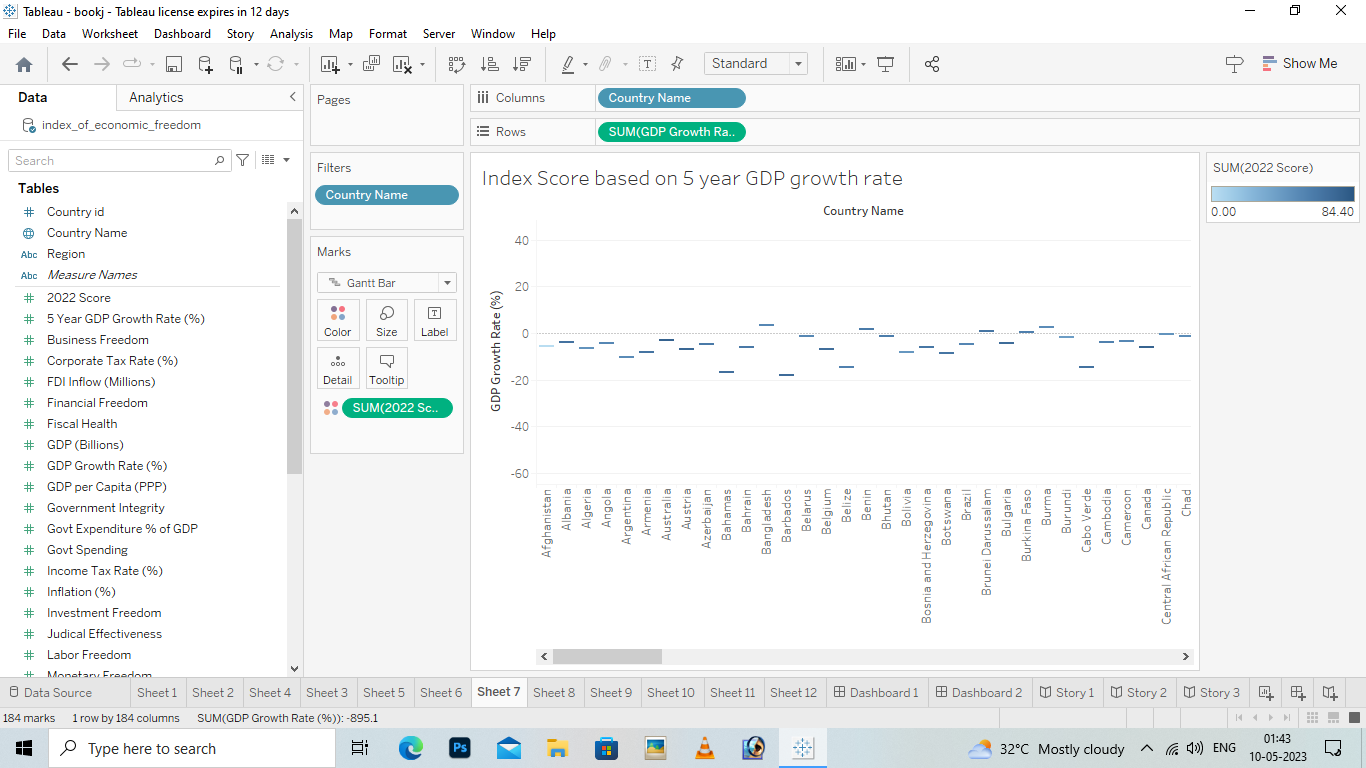 Tableau - bookj - Tableau license expires in 12 days
File Data Worksheet Dashboard Story Analysis Map Format Server Window Help
Standard
Show Me
Data Analytics
index_of_economic_freedom
Search
Tables
Country id
Country Name
Abc Region
Abc Measure Names
2022 Score
5 Year GDP Growth Rate (%)
Business Freedom
Corporate Tax Rate (%)
FDI Inflow (Millions)
Financial Freedom
Fiscal Health
GDP (Billions)
GDP Growth Rate (%)
GDP per Capita (PPP)
Government Integrity
Govt Expenditure % of GDP
Govt Spending
Income Tax Rate (%)
Inflation (%)
Investment Freedom
Judical Effectiveness
Labor Freedom
Monetary Freedom
Pages
Filters
Country Name
Marks
Gantt Bar
Color Size Label
Detail Tooltip
SUM(2022 Sc..
Columns Country Name
Rows SUM(GDP Growth Ra..
Index Score based on 5 year GDP growth rate
Country Name
GDP Growth Rate (%)
40
20
0
-20
-40
-60
Afghanistan
Albania
Algeria
Angola
Argentina
Armenia
Australia
Austria
Azerbaijan
Bahamas
Bahrain
Bangladesh
Barbados
Belarus
Belgium
Belize
Benin
Bhutan
Bolivia
Bosnia and Herzegovina
Botswana
Brazil
Brunei Darussalam
Bulgaria
Burkina Faso
Burma
Burundi
Cabo Verde
Cambodia
Cameroon
Canada
Central African Republic
Chad
SUM(2022 Score)
0.00 84.40
Data Source Sheet 1 Sheet 2 Sheet 4 Sheet 3 Sheet 5 Sheet 6 Sheet 7 Sheet 8 Sheet 9 Sheet 10 Sheet 11 Sheet 12 Dashboard 1 Dashboard 2 Story 1 Story 2 Story 3
184 marks 1 row by 184 columns SUM(GDP Growth Rate (%)): -895.1
Type here to search
Ps
32°C Mostly cloudy
ENG
01:43
10-05-2023